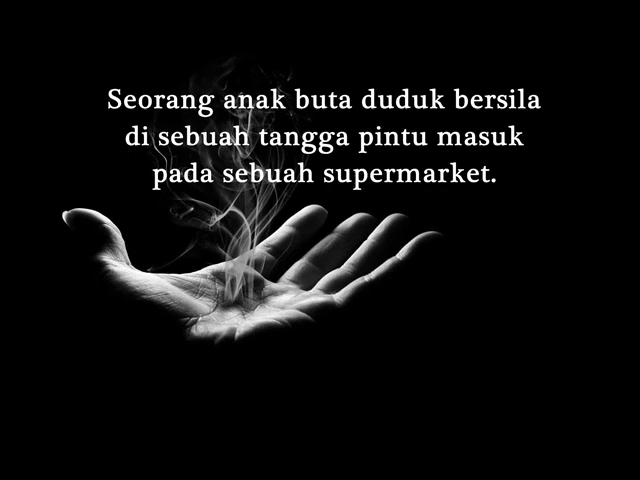 Seorang anak buta duduk bersila
di sebuah tangga pintu masuk
pada sebuah supermarket.